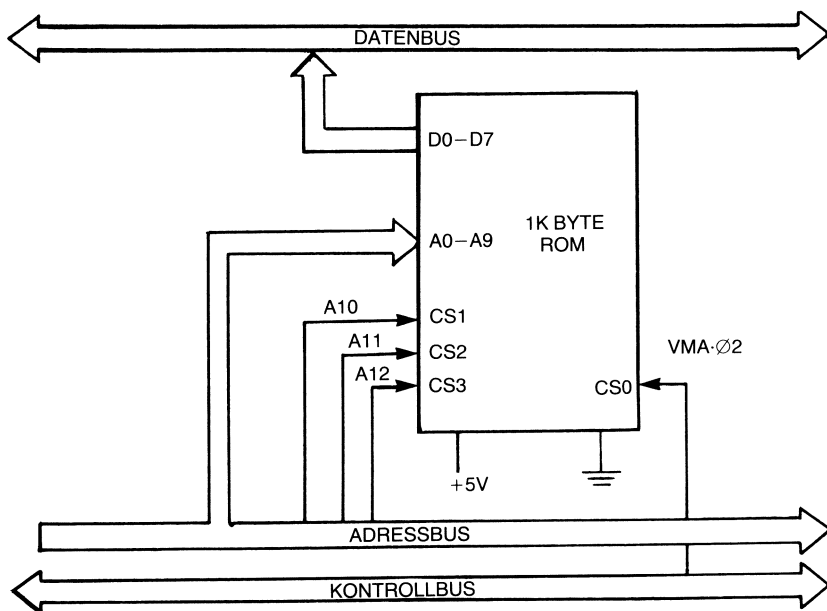 DATENBUS
D0–D7
A0–A9
1K BYTE
ROM
A10
CS1
A11
CS2
A12
CS3
VMA·∅2
CS0
+5V
ADRESSBUS
KONTROLLBUS